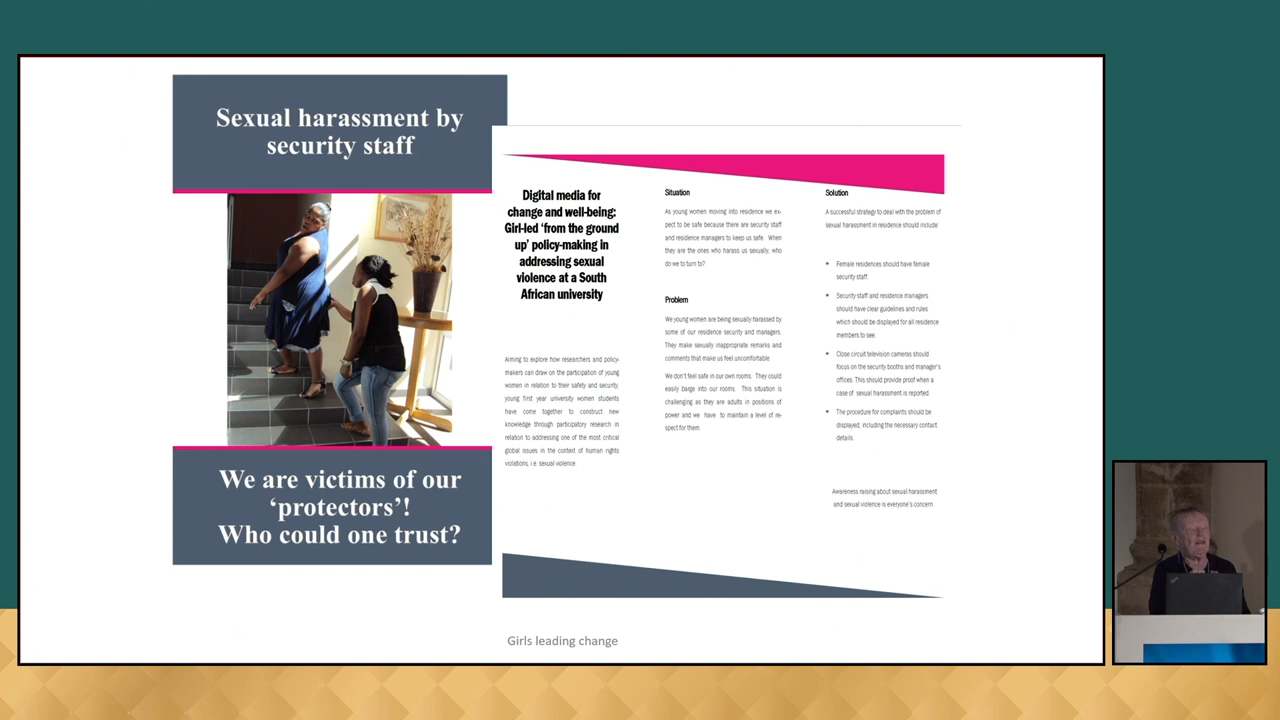 Sexual harassment by
security staff
We are victims of our
‘protectors’!
Who could one trust?
Digital media for
change and well-being:
Girl-led ‘from the ground
up’ policy-making in
addressing sexual
violence at a South
African university
Aiming to explore how researchers and policy-
makers can draw on the participation of young
women in relation to their safety and security,
young first year university women students
have come together to construct new
knowledge through participatory research in
relation to addressing one of the most critical
global issues in the context of human rights
violations, i.e. sexual violence.
Situation
As young women moving into residence we ex-
pect to be safe because there are security staff
and residence managers to keep us safe. When
they are the ones who harass us sexually, who
do we to turn to?
Problem
We young women are being sexually harassed by
some of our residence security and managers.
They make sexually inappropriate remarks and
comments that make us feel uncomfortable.
We don’t feel safe in our own rooms. They could
easily barge into our rooms. This situation is
challenging as they are adults in positions of
power and we have to maintain a level of re-
spect for them.
Solution
A successful strategy to deal with the problem of
sexual harassment in residence should include:
Female residences should have female
security staff.
Security staff and residence managers
should have clear guidelines and rules
which should be displayed for all residence
members to see.
Close circuit television cameras should
focus on the security booths and manager’s
offices. This should provide proof when a
case of sexual harassment is reported.
The procedure for complaints should be
displayed, including the necessary contact
details.
Awareness raising about sexual harassment
and sexual violence is everyone’s concern.
Girls leading change